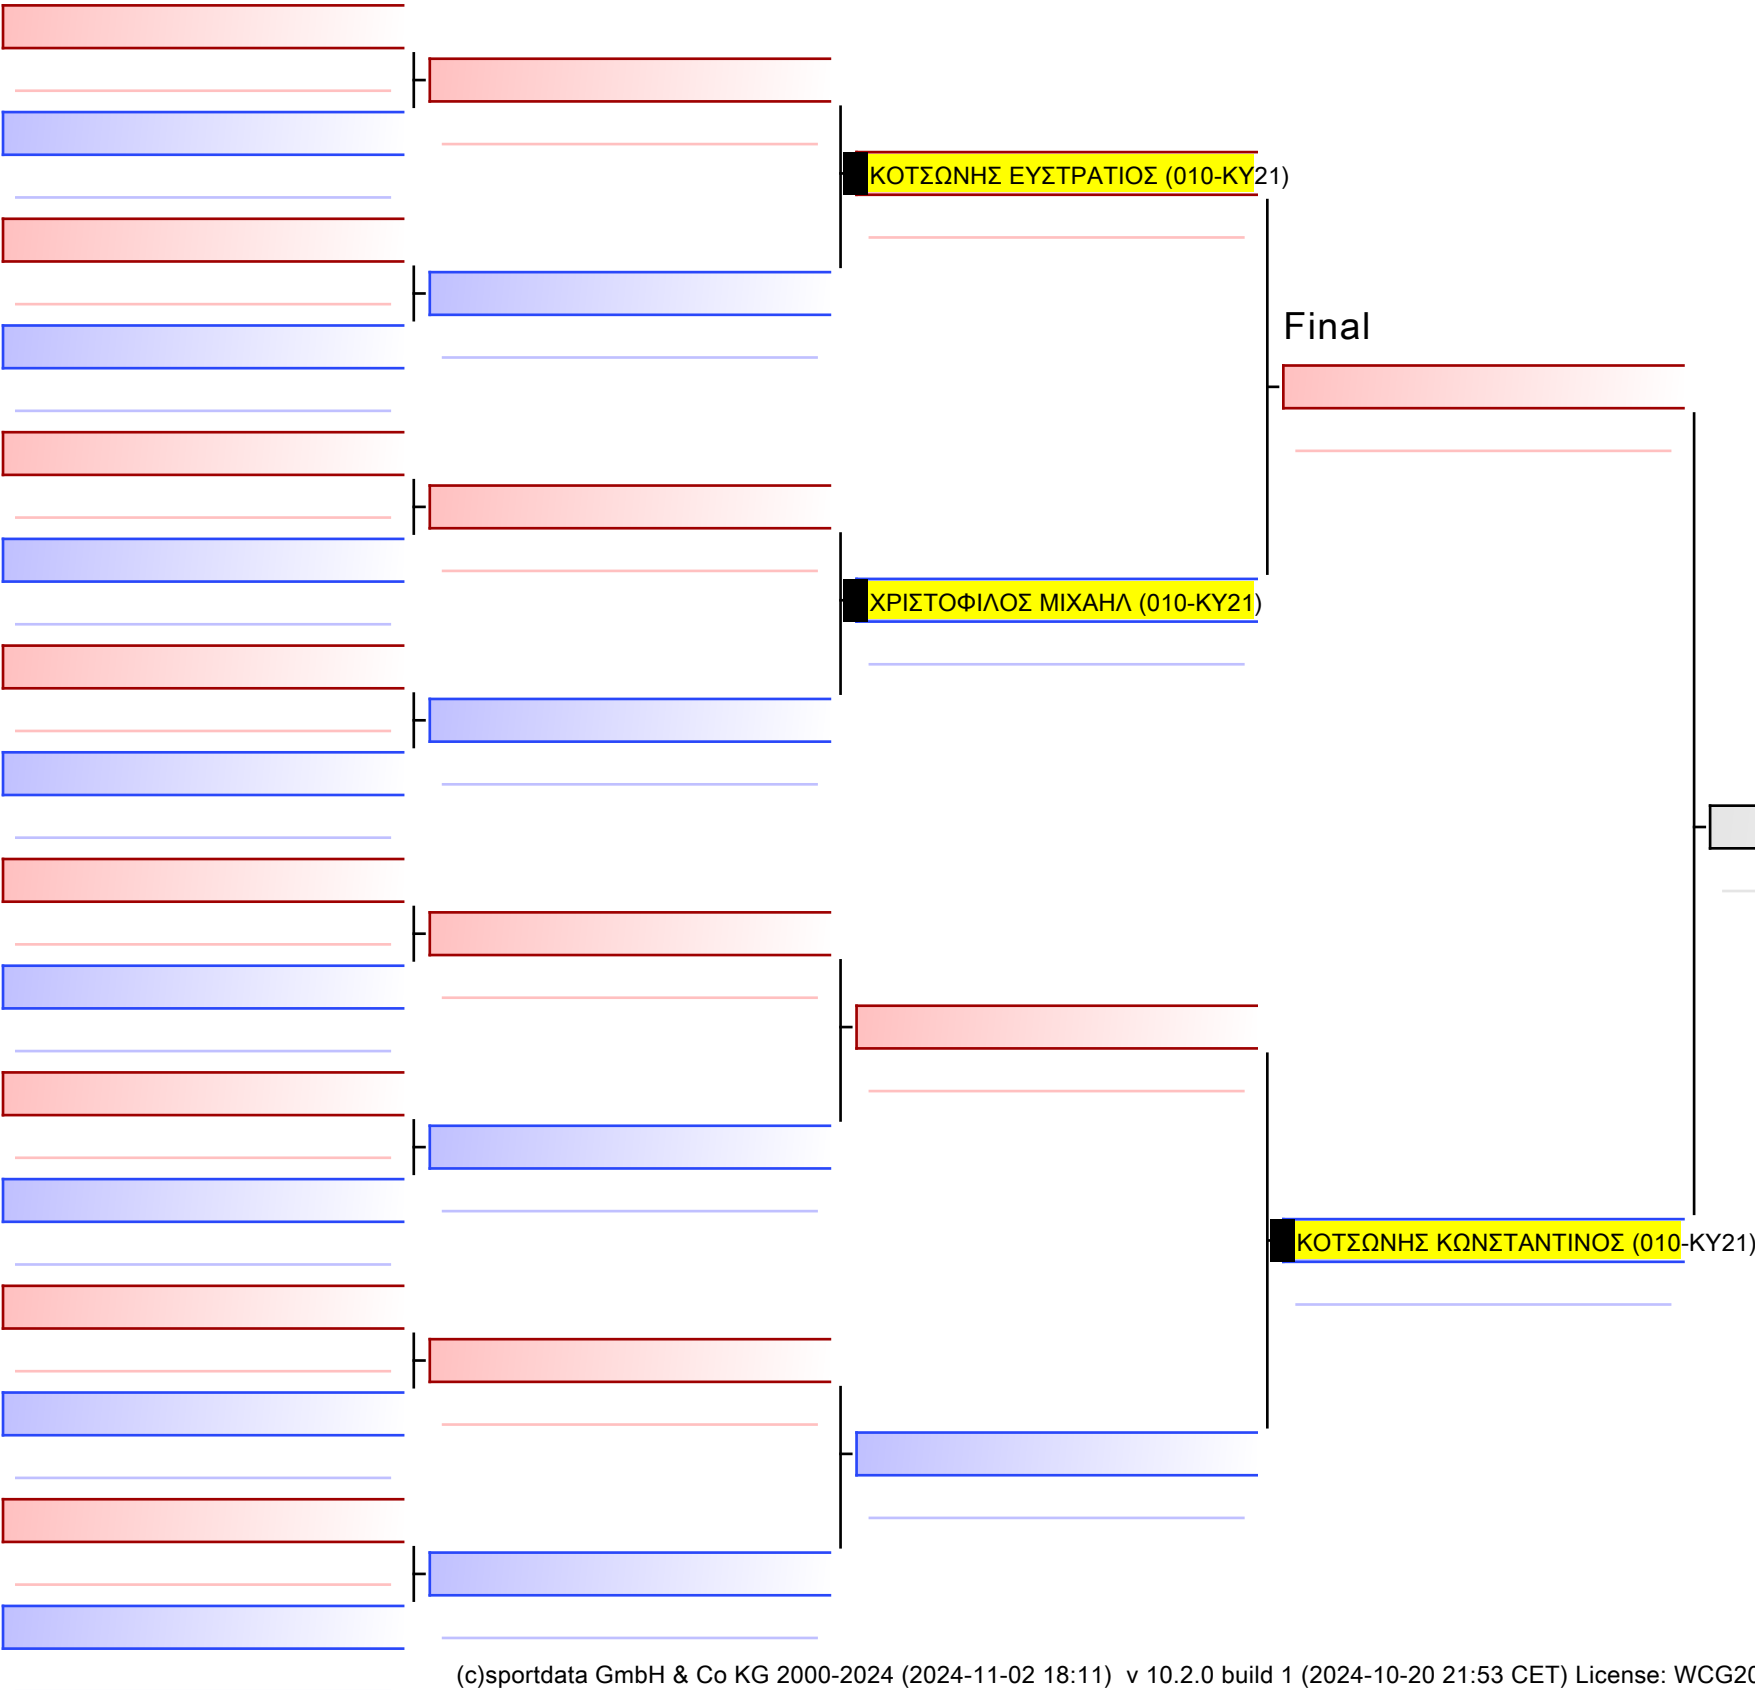 ΚΟΤΣΩΝΗΣ ΕΥΣΤΡΑΤΙΟΣ (010-ΚΥ21)
Final
ΧΡΙΣΤΟΦΙΛΟΣ ΜΙΧΑΗΛ (010-ΚΥ21)
ΚΟΤΣΩΝΗΣ ΚΩΝΣΤΑΝΤΙΝΟΣ (010-ΚΥ21)
(c)sportdata GmbH & Co KG 2000-2024 (2024-11-02 18:11) v 10.2.0 build 1 (2024-10-20 21:53 CET) License: